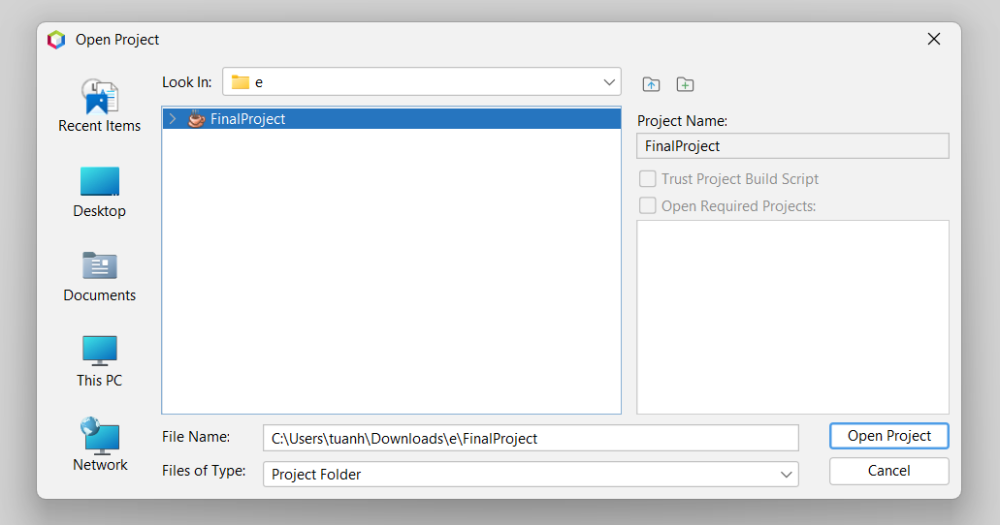 Open Project
Look In:
e
Recent Items
Desktop
Documents
This PC
Network
FinalProject
Project Name:
FinalProject
Trust Project Build Script
Open Required Projects:
File Name:
C:\Users\tuanh\Downloads\e\FinalProject
Open Project
Files of Type:
Project Folder
Cancel